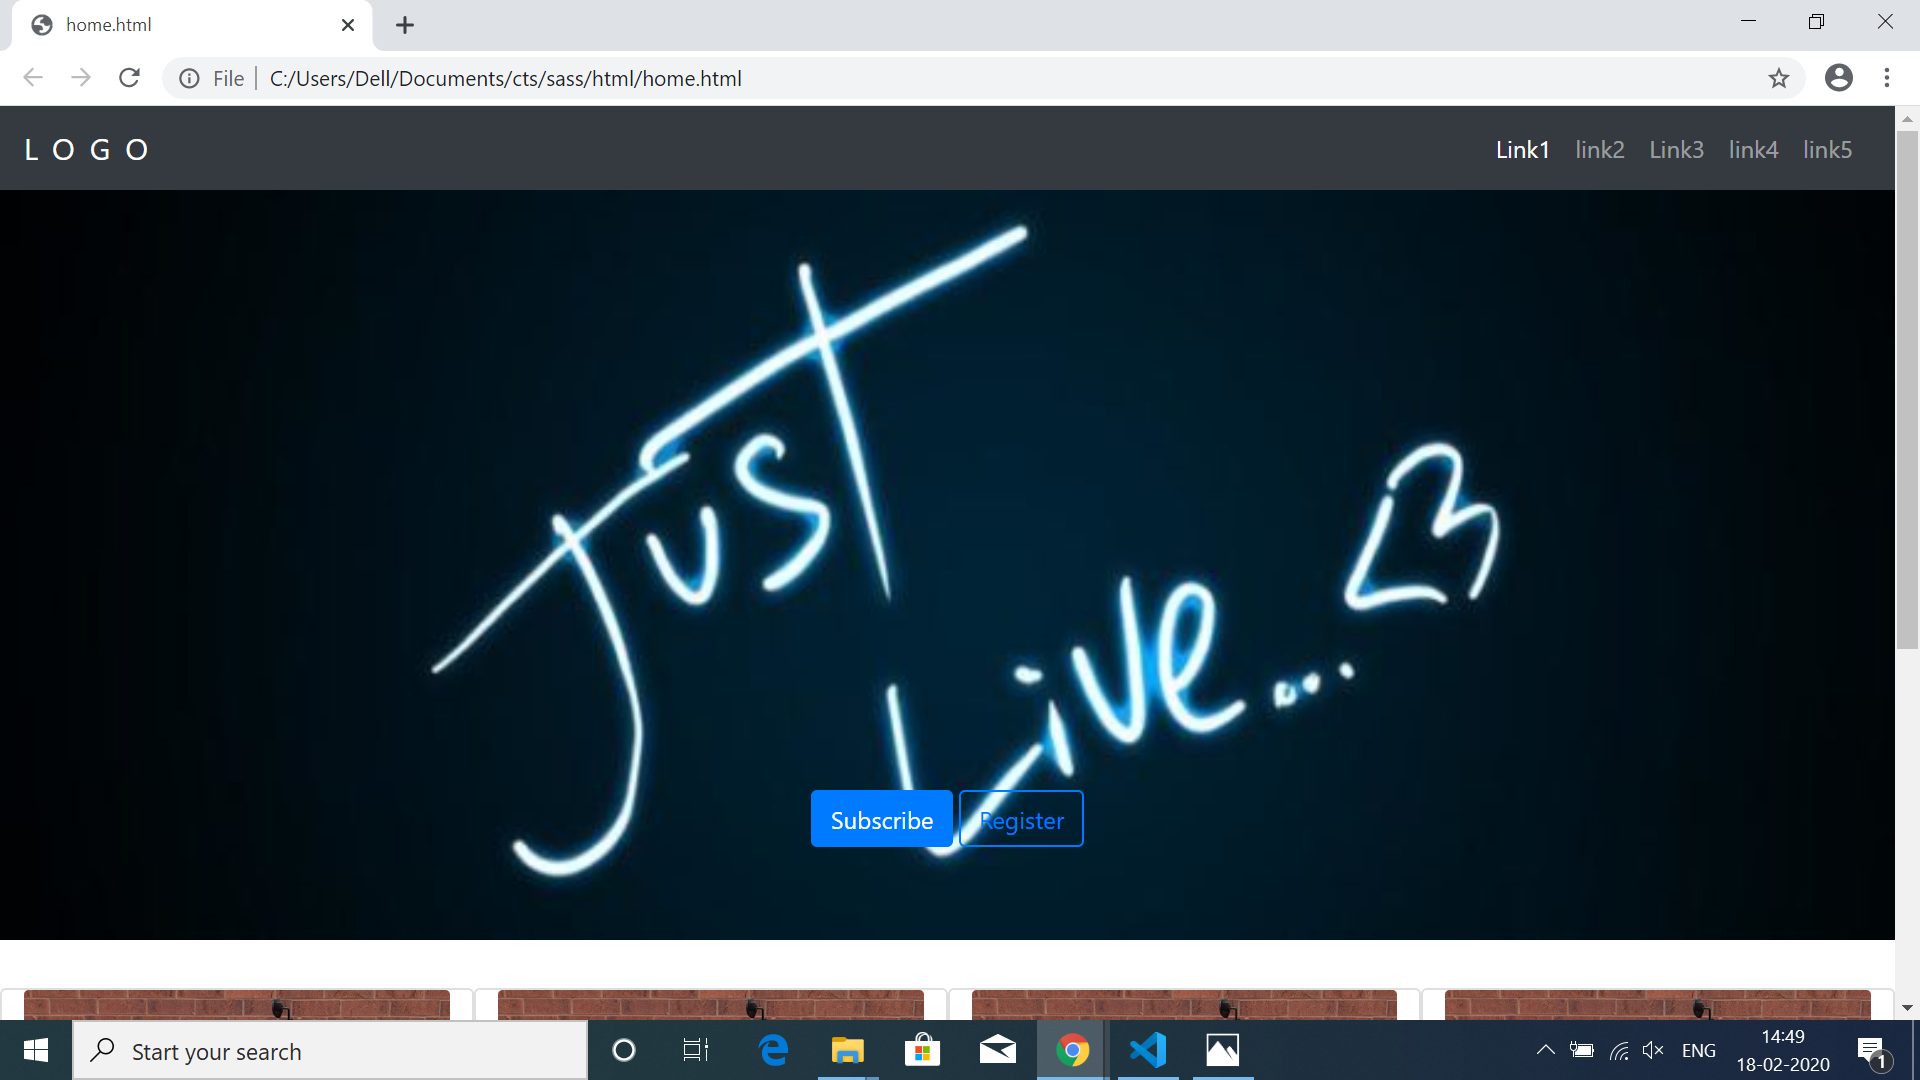 home.html
File
C:/Users/Dell/Documents/cts/sass/html/home.html
L O G O
Link1 link2 Link3 link4 link5
JusT
Live...
Subscribe Register
Start your search
ENG
14:49
18-02-2020
1